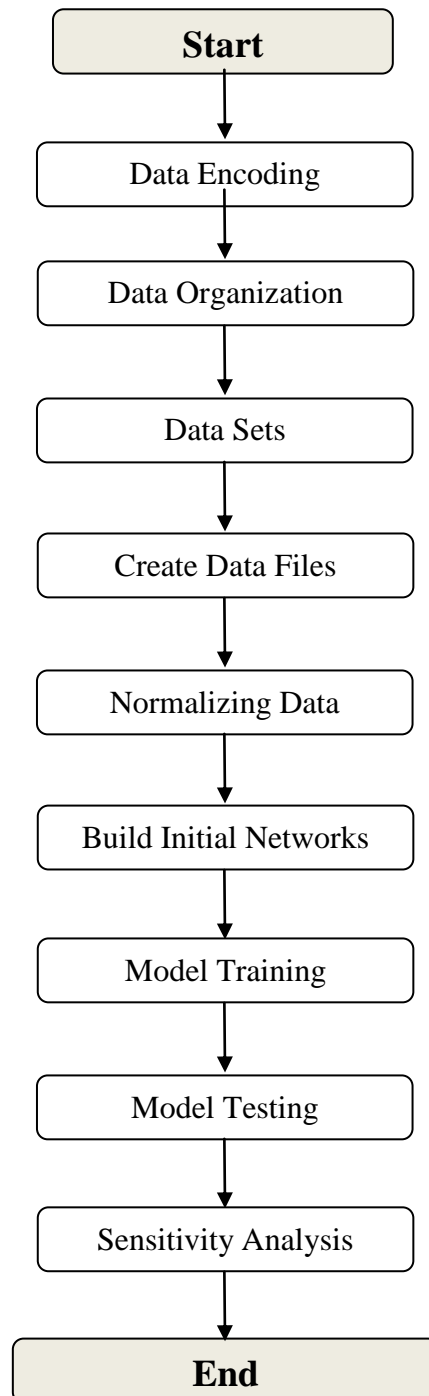 Start
Data Encoding
Data Organization
Data Sets
Create Data Files
Normalizing Data
Build Initial Networks
Model Training
Model Testing
Sensitivity Analysis
End